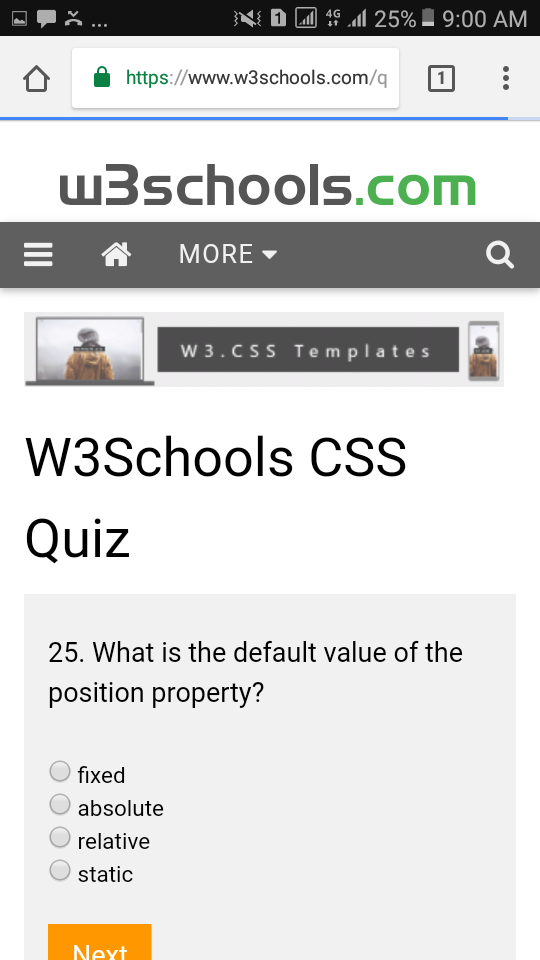 ... 1 4G 25% 9:00 AM
https://www.w3schools.com/q 1
w3schools.com
MORE
W3.CSS Templates
W3Schools CSS
Quiz
25. What is the default value of the
position property?
fixed
absolute
relative
static
Next